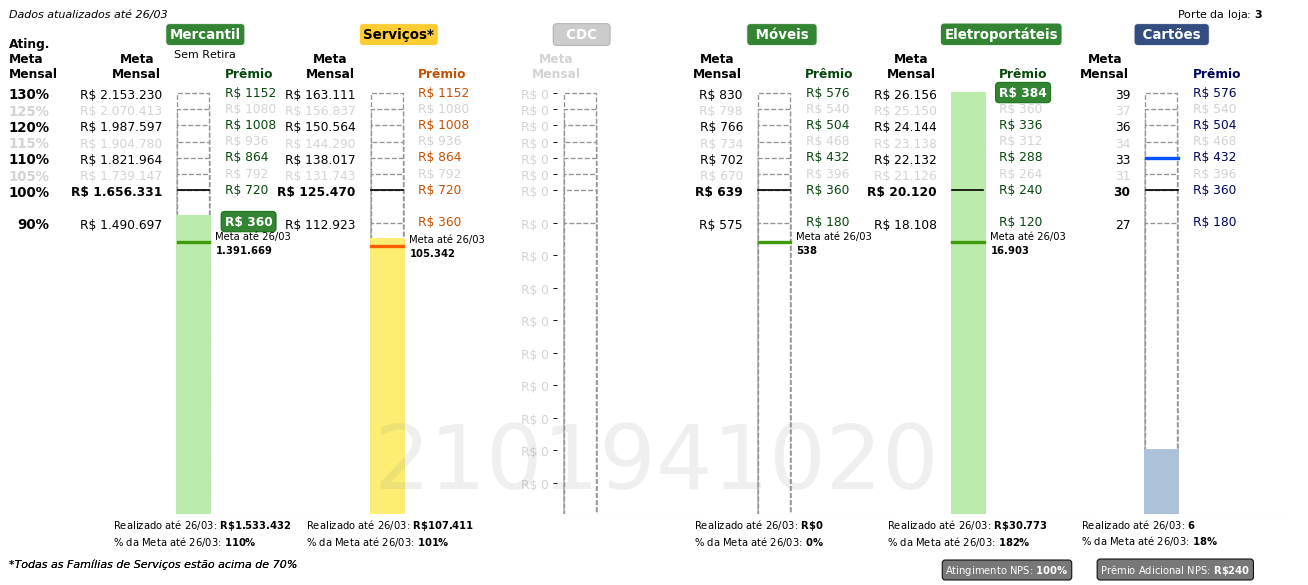 Dados atualizados até 26/03
Porte da loja: 3
Mercantil Serviços* CDC Móveis Eletroportáteis Cartões
Sem Retira
Ating. Meta Mensal
Meta Mensal Prêmio Meta Mensal Prêmio Meta Mensal Meta Mensal Prêmio Meta Mensal Prêmio Meta Mensal Prêmio
130% R$ 2.153.230 R$ 1152 R$ 163.111 R$ 1152 R$ 0 R$ 830 R$ 576 R$ 26.156 R$ 384 39 R$ 576
125% R$ 2.070.413 R$ 1080 R$ 156.837 R$ 1080 R$ 0 R$ 798 R$ 540 R$ 25.150 R$ 360 37 R$ 540
120% R$ 1.987.597 R$ 1008 R$ 150.564 R$ 1008 R$ 0 R$ 766 R$ 504 R$ 24.144 R$ 336 36 R$ 504
115% R$ 1.904.780 R$ 936 R$ 144.290 R$ 936 R$ 0 R$ 734 R$ 468 R$ 23.138 R$ 312 34 R$ 468
110% R$ 1.821.964 R$ 864 R$ 138.017 R$ 864 R$ 0 R$ 702 R$ 432 R$ 22.132 R$ 288 33 R$ 432
105% R$ 1.739.147 R$ 792 R$ 131.743 R$ 792 R$ 0 R$ 670 R$ 396 R$ 21.126 R$ 264 31 R$ 396
100% R$ 1.656.331 R$ 720 R$ 125.470 R$ 720 R$ 0 R$ 639 R$ 360 R$ 20.120 R$ 240 30 R$ 360
90% R$ 1.490.697 R$ 360 R$ 112.923 R$ 360 R$ 0 R$ 575 R$ 180 R$ 18.108 R$ 120 27 R$ 180
Meta até 26/03 Meta até 26/03 Meta até 26/03 Meta até 26/03
1.391.669 105.342 538 16.903
R$ 0
R$ 0
R$ 0
R$ 0
R$ 0
R$ 0
R$ 0
R$ 0
2101941020
Realizado até 26/03: R$1.533.432 Realizado até 26/03: R$107.411 Realizado até 26/03: R$0 Realizado até 26/03: R$30.773 Realizado até 26/03: 6
% da Meta até 26/03: 110% % da Meta até 26/03: 101% % da Meta até 26/03: 0% % da Meta até 26/03: 182% % da Meta até 26/03: 18%
*Todas as Famílias de Serviços estão acima de 70%
Atingimento NPS: 100% Prêmio Adicional NPS: R$240